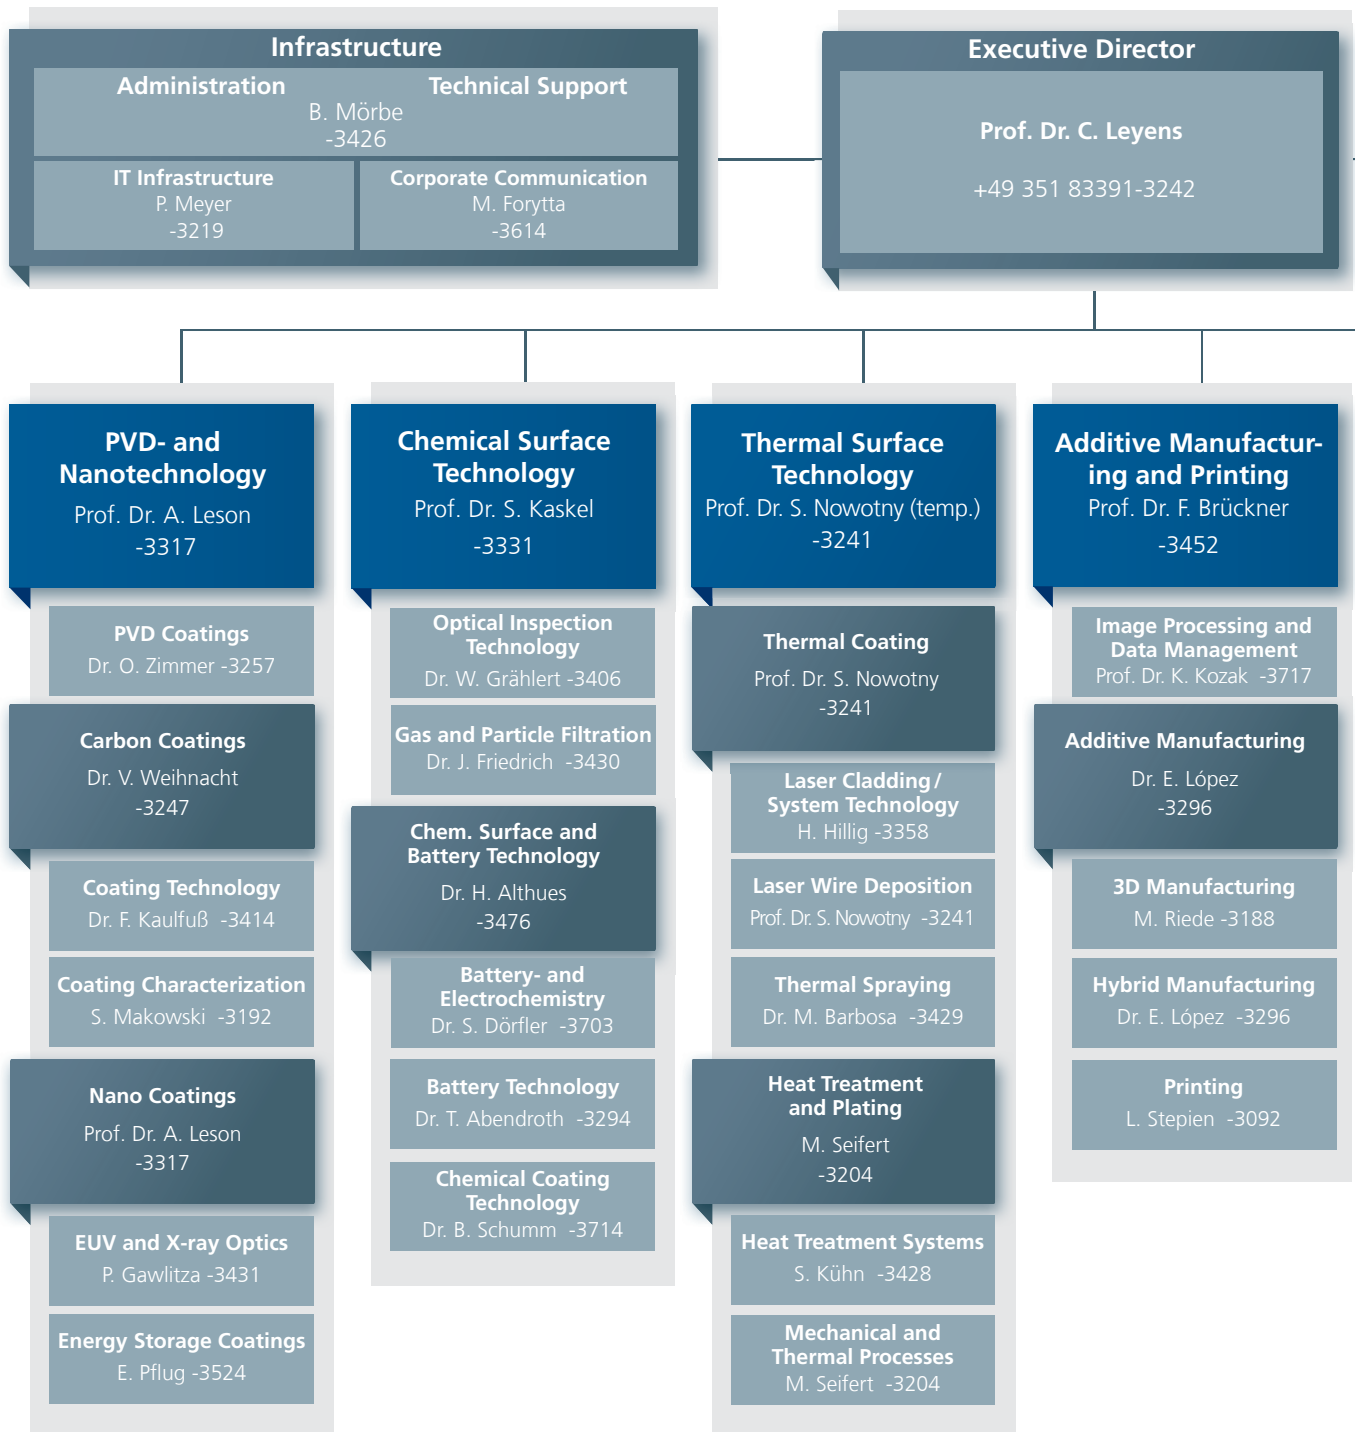 Infrastructure
Administration
Technical Support
B. Mörbe
-3426
IT Infrastructure
P. Meyer
-3219
Corporate Communication
M. Forytta
-3614
Executive Director
Prof. Dr. C. Leyens
+49 351 83391-3242
PVD- and
Nanotechnology
Prof. Dr. A. Leson
-3317
PVD Coatings
Dr. O. Zimmer -3257
Carbon Coatings
Dr. V. Weihnacht
-3247
Coating Technology
Dr. F. Kaulfuß -3414
Coating Characterization
S. Makowski -3192
Nano Coatings
Prof. Dr. A. Leson
-3317
EUV and X-ray Optics
P. Gawlitza -3431
Energy Storage Coatings
E. Pflug -3524
Chemical Surface
Technology
Prof. Dr. S. Kaskel
-3331
Optical Inspection
Technology
Dr. W. Grählert -3406
Gas and Particle Filtration
Dr. J. Friedrich -3430
Chem. Surface and
Battery Technology
Dr. H. Althues
-3476
Battery- and
Electrochemistry
Dr. S. Dörfler -3703
Battery Technology
Dr. T. Abendroth -3294
Chemical Coating
Technology
Dr. B. Schumm -3714
Thermal Surface
Technology
Prof. Dr. S. Nowotny (temp.)
-3241
Thermal Coating
Prof. Dr. S. Nowotny
-3241
Laser Cladding /
System Technology
H. Hillig -3358
Laser Wire Deposition
Prof. Dr. S. Nowotny -3241
Thermal Spraying
Dr. M. Barbosa -3429
Heat Treatment
and Plating
M. Seifert
-3204
Heat Treatment Systems
S. Kühn -3428
Mechanical and
Thermal Processes
M. Seifert -3204
Additive Manufactur-
ing and Printing
Prof. Dr. F. Brückner
-3452
Image Processing and
Data Management
Prof. Dr. K. Kozak -3717
Additive Manufacturing
Dr. E. López
-3296
3D Manufacturing
M. Riede -3188
Hybrid Manufacturing
Dr. E. López -3296
Printing
L. Stepien -3092